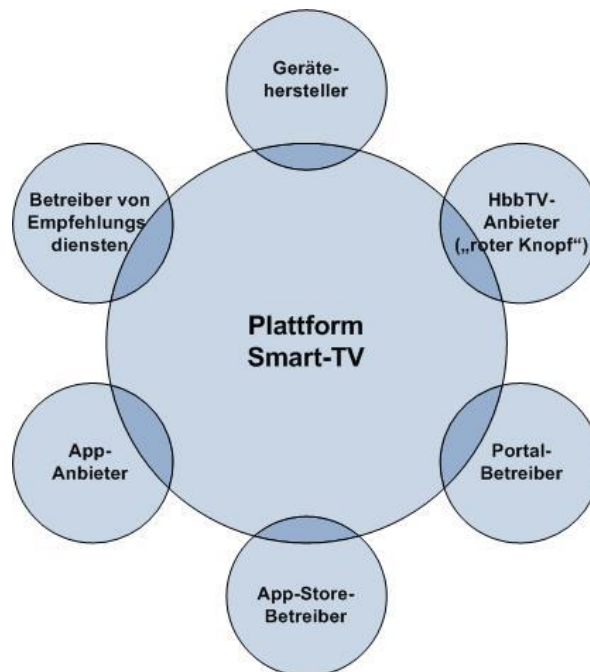 Geräte-
hersteller
Betreiber von
Empfehlungs
diensten
HbbTV-
Anbieter
(„roter Knopf“)
Plattform
Smart-TV
App-
Anbieter
Portal-
Betreiber
App-Store-
Betreiber